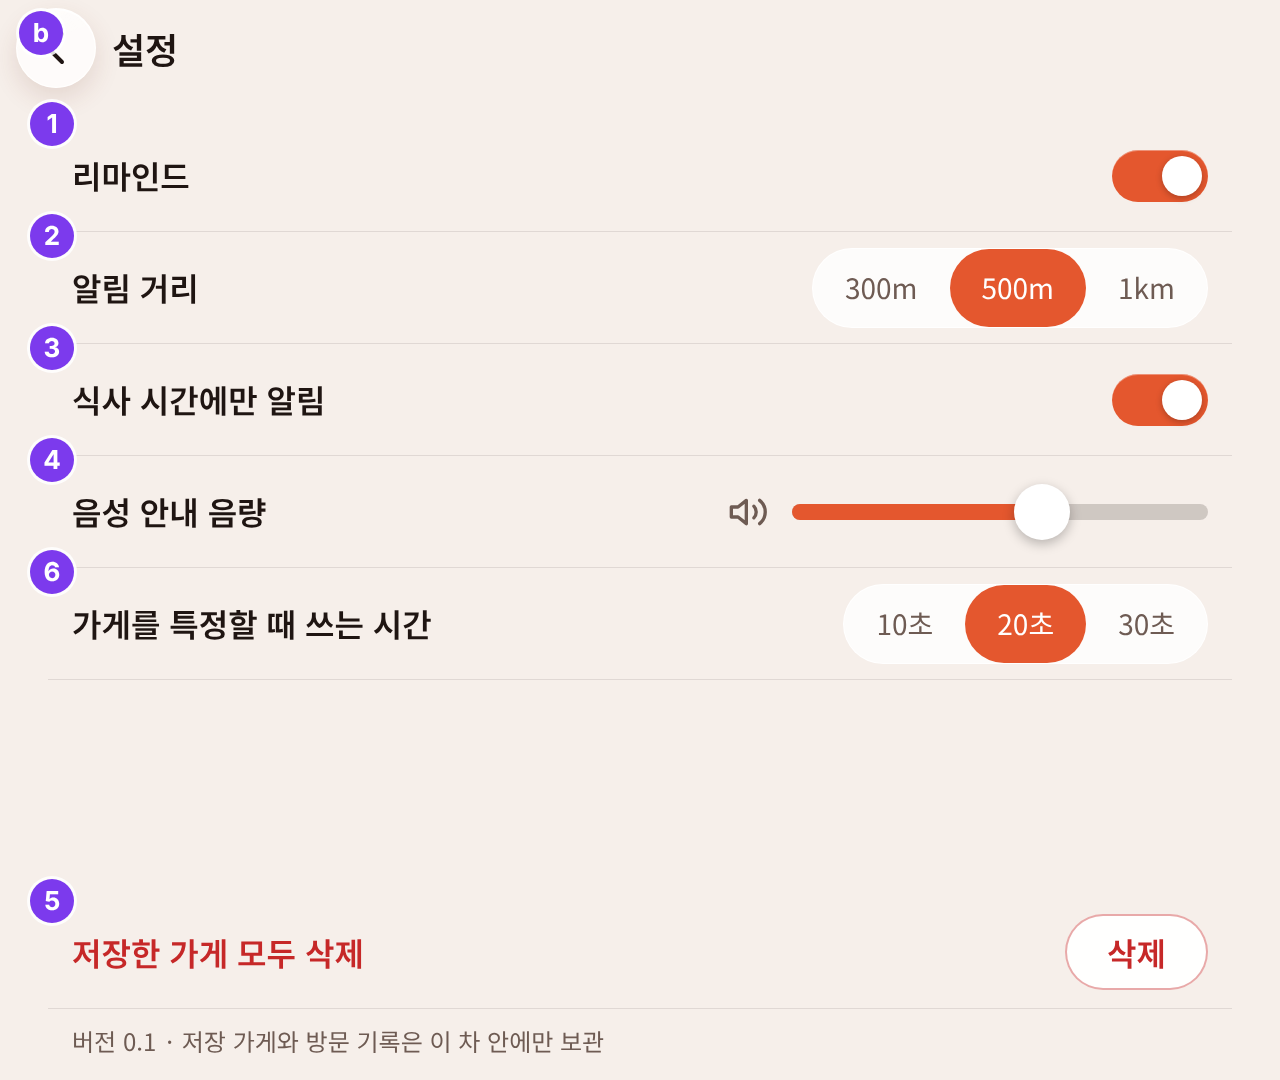 b
설정
1
리마인드
2
알림 거리 300m 500m 1km
3
식사 시간에만 알림
4
음성 안내 음량
6
가게를 특정할 때 쓰는 시간 10초 20초 30초
5
저장한 가게 모두 삭제 삭제
버전 0.1 · 저장 가게와 방문 기록은 이 차 안에만 보관